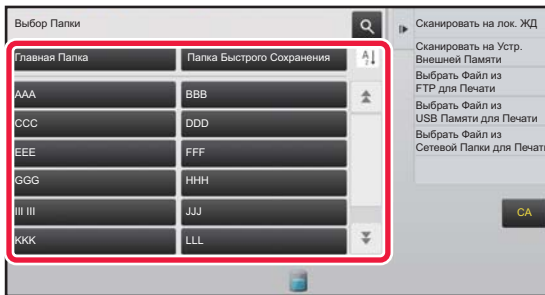 Выбор Папки
Главная Папка
Папка Быстрого Сохранения
AAA
BBB
CCC
DDD
EEE
FFF
GGG
HHH
III III
JJJ
KKK
LLL
A
Z
Сканировать на лок. ЖД
Сканировать на Устр.
Внешней Памяти
Выбрать Файл из
FTP для Печати
Выбрать Файл из
USB Памяти для Печати
Выбрать Файл из
Сетевой Папки для Печати
CA